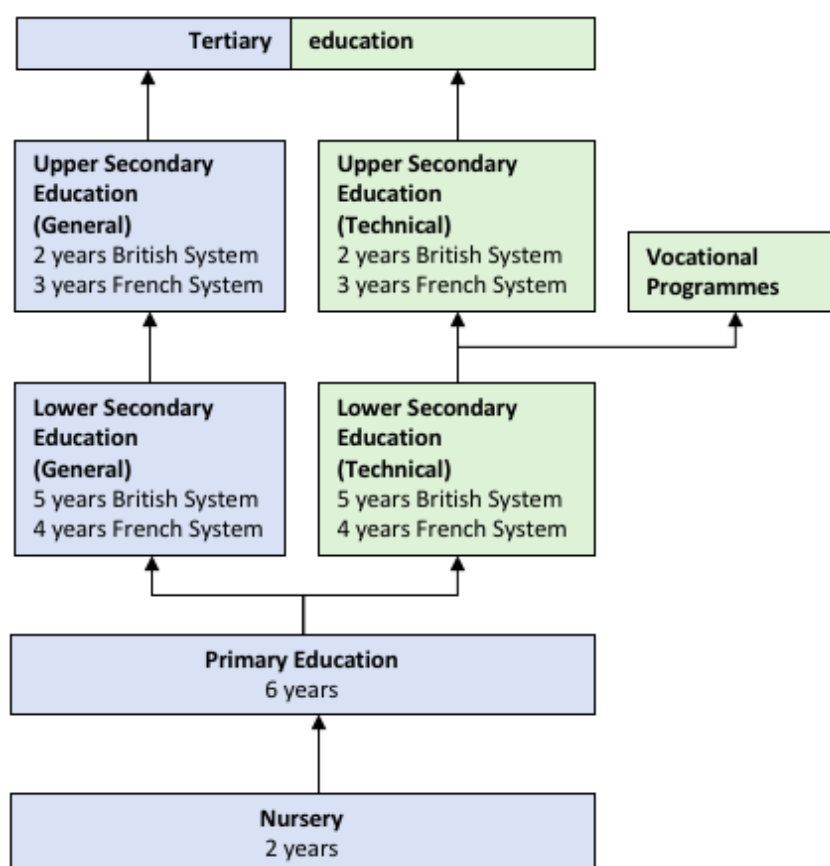 Tertiary education
Upper Secondary
Education
(General)
2 years British System
3 years French System
Upper Secondary
Education
(Technical)
2 years British System
3 years French System
Vocational
Programmes
Lower Secondary
Education
(General)
5 years British System
4 years French System
Lower Secondary
Education
(Technical)
5 years British System
4 years French System
Primary Education
6 years
Nursery
2 years